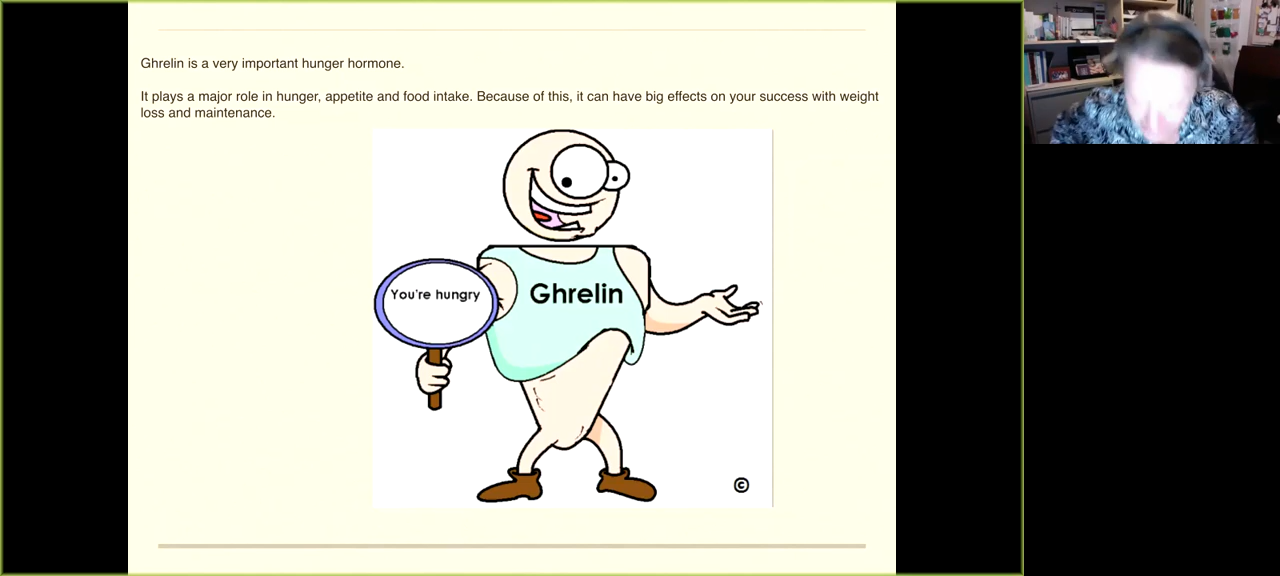 Ghrelin is a very important hunger hormone.
It plays a major role in hunger, appetite and food intake. Because of this, it can have big effects on your success with weight
loss and maintenance.
You're hungry
Ghrelin
©